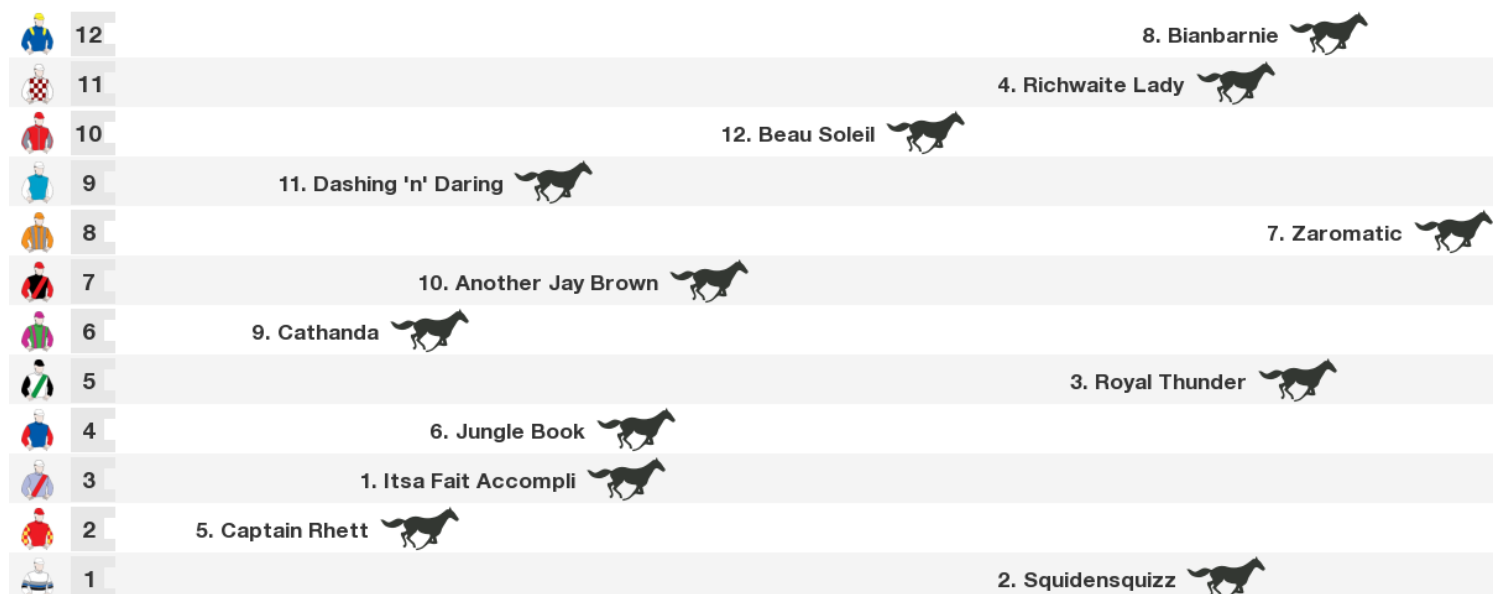 12 8. Bianbarnie
11 4. Richwaite Lady
10 12. Beau Soleil
9 11. Dashing 'n' Daring
8 7. Zaromatic
7 10. Another Jay Brown
6 9. Cathanda
5 3. Royal Thunder
4 6. Jungle Book
3 1. Itsa Fait Accompli
2 5. Captain Rhett
1 2. Squidensquizz